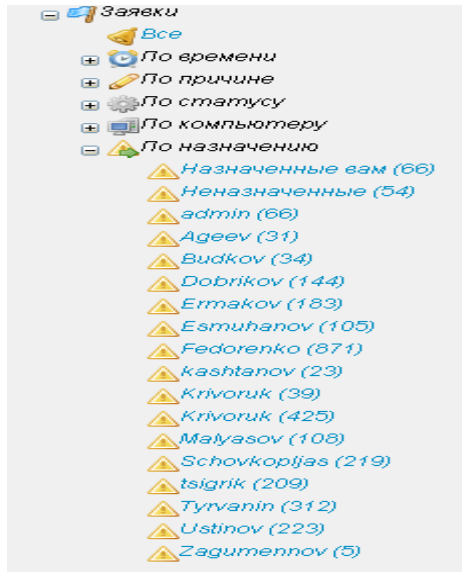 Заявки
Все
По времени
По причине
По статусу
По компьютеру
По назначению
Назначенные вам (66)
Неназначенные (54)
admin (66)
Ageev (31)
Budkov (34)
Dobrikov (144)
Ermakov (183)
Esmuhanov (105)
Fedorenko (871)
kashtanov (23)
Krivoruk (39)
Krivoruk (425)
Malyasov (108)
Schovkopljas (219)
tsigrik (209)
Tyrvanin (312)
Ustinov (223)
Zagumennov (5)